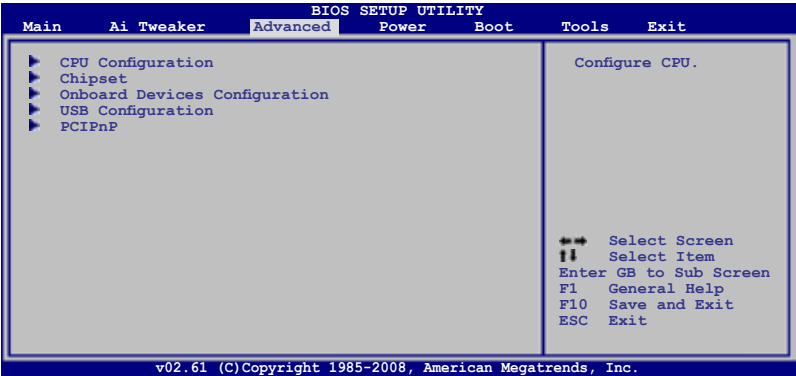 BIOS SETUP UTILITY
Main Ai Tweaker Advanced Power Boot Tools Exit
CPU Configuration
Chipset
Onboard Devices Configuration
USB Configuration
PCIPnP
Configure CPU.
Select Screen
Select Item
Enter GB to Sub Screen
F1 General Help
F10 Save and Exit
ESC Exit
v02.61 (C)Copyright 1985-2008, American Megatrends, Inc.